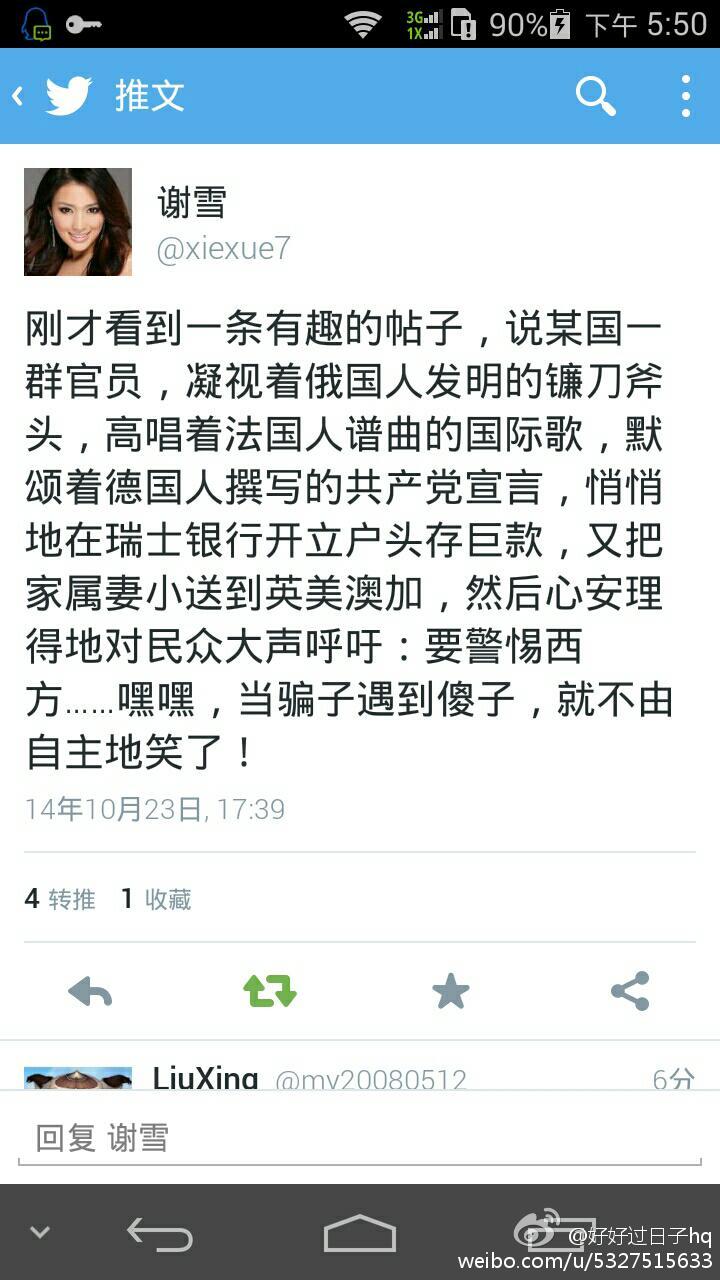 3G
1X
90%
下午 5:50
推文
谢雪
@xiexue7
刚才看到一条有趣的帖子，说某国一
群官员，凝视着俄国人发明的镰刀斧
头，高唱着法国人谱曲的国际歌，默
颂着德国人撰写的共产党宣言，悄悄
地在瑞士银行开立户头存巨款，又把
家属妻小送到英美澳加，然后心安理
得地对民众大声呼吁：要警惕西
方……嘿嘿，当骗子遇到傻子，就不由
自主地笑了！
14年10月23日, 17:39
4 转推 1 收藏
LiuXing @my20080512 6分
回复 谢雪
@好好过日子hq
weibo.com/u/5327515633